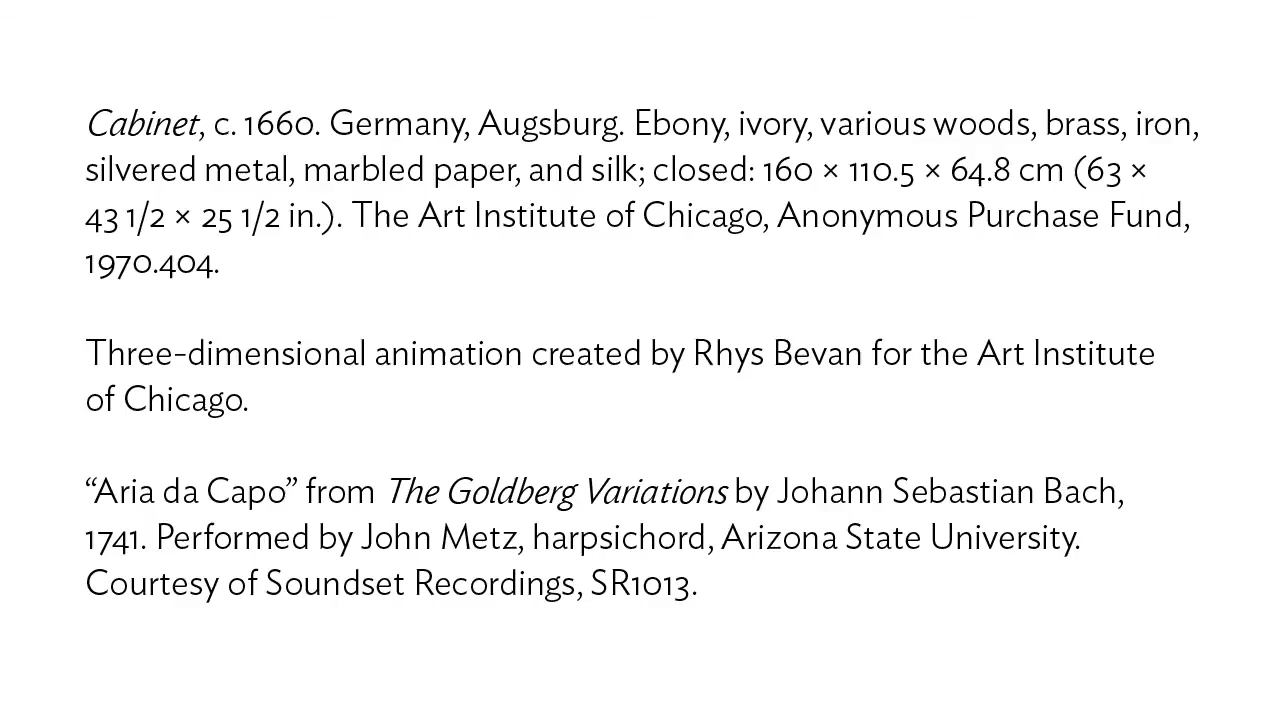 Cabinet, c. 1660. Germany, Augsburg. Ebony, ivory, various woods, brass, iron,
silvered metal, marbled paper, and silk; closed: 160 × 110.5 × 64.8 cm (63 ×
43 1/2 × 25 1/2 in.). The Art Institute of Chicago, Anonymous Purchase Fund,
1970.404.
Three-dimensional animation created by Rhys Bevan for the Art Institute
of Chicago.
“Aria da Capo” from The Goldberg Variations by Johann Sebastian Bach,
1741. Performed by John Metz, harpsichord, Arizona State University.
Courtesy of Soundset Recordings, SR1013.